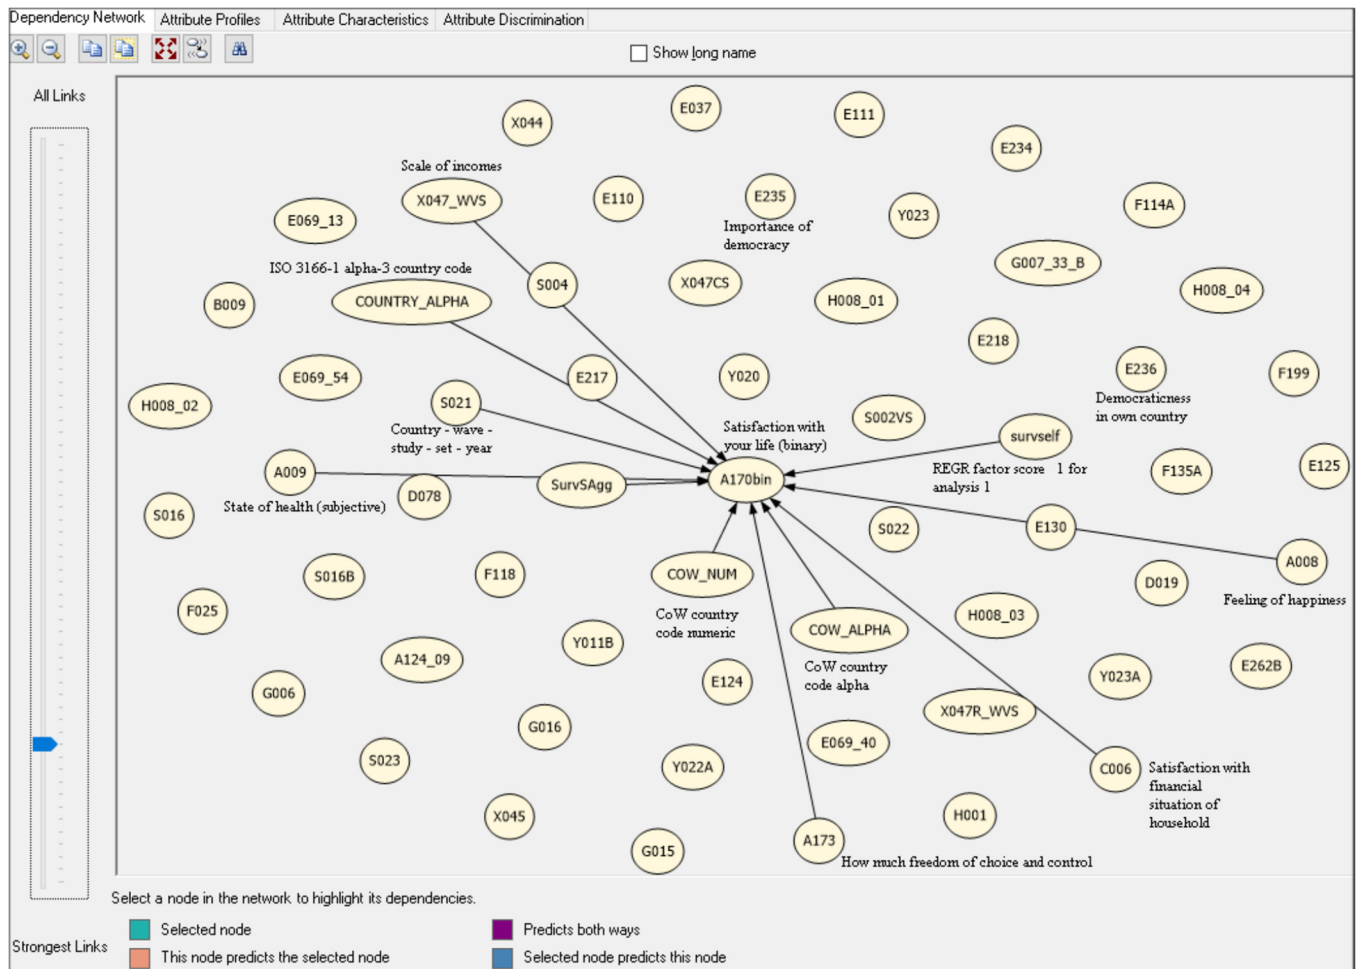 Dependency Network Attribute Profiles Attribute Characteristics Attribute Discrimination
Show long name
All Links
X044
E037
E111
E234
Scale of incomes
X047_WVS
E110
E235
Importance of
democracy
Y023
F114A
E069_13
ISO 3166-1 alpha-3 country code
COUNTRY_ALPHA
S004
X047CS
H008_01
G007_33_B
H008_04
B009
E218
E069_54
E217
Y020
E236
Democraticness
in own country
F199
H008_02
S021
Country - wave -
study - set - year
Satisfaction with
your life (binary)
A170bin
S002VS
survself
REGR factor score 1 for
analysis 1
A009
State of health (subjective)
D078
SurvSAgg
F135A
E125
S016
S022
E130
A008
Feeling of happiness
S016B
F118
COW_NUM
CoW country
code numeric
D019
F025
COW_ALPHA
CoW country
code alpha
H008_03
A124_09
Y011B
E124
Y023A
E262B
G006
G016
X047R_WVS
E069_40
S023
Y022A
C006
Satisfaction with
financial
situation of
household
X045
H001
G015
A173
How much freedom of choice and control
Select a node in the network to highlight its dependencies.
Selected node
Predicts both ways
Strongest Links
This node predicts the selected node
Selected node predicts this node